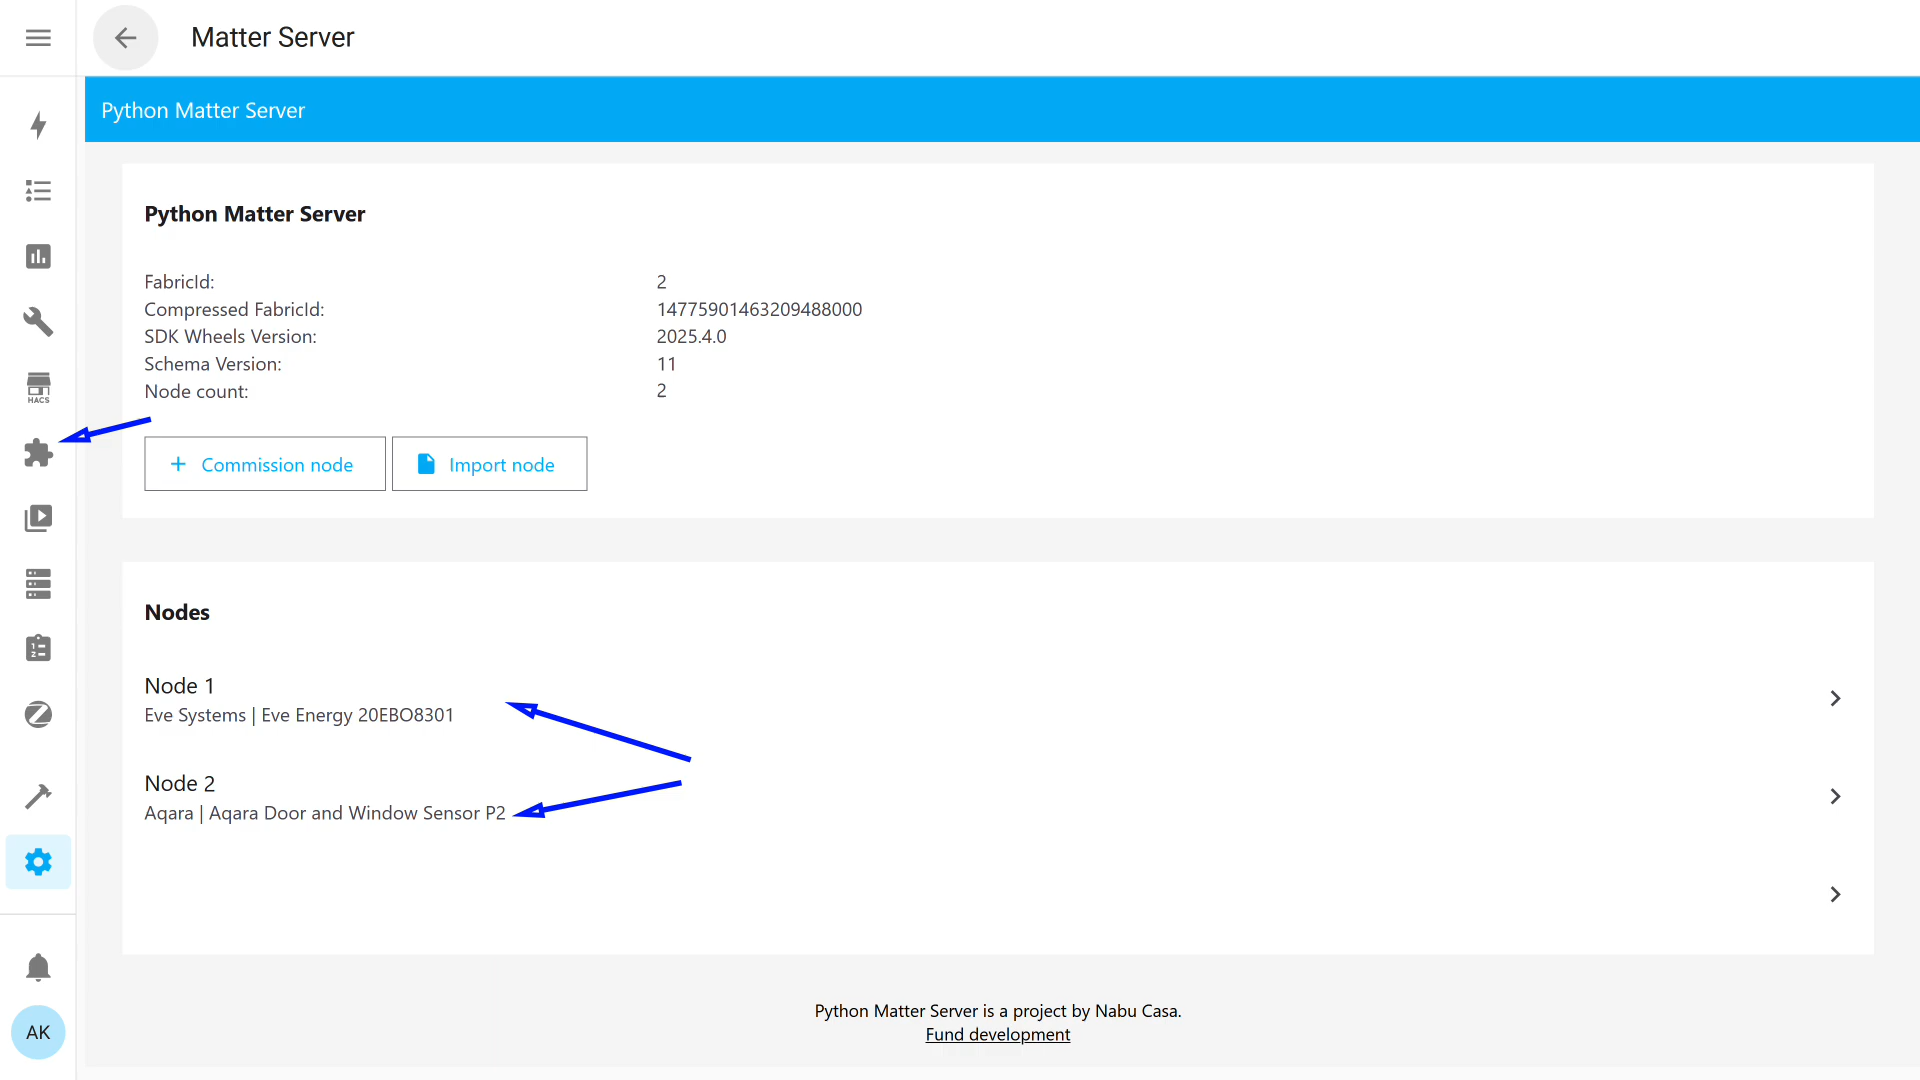 Matter Server
Python Matter Server
Python Matter Server
FabricId: 2
Compressed FabricId: 14775901463209488000
SDK Wheels Version: 2025.4.0
Schema Version: 11
Node count: 2
HACS
+ Commission node Import node
Nodes
Node 1
Eve Systems | Eve Energy 20EBO8301
Node 2
Aqara | Aqara Door and Window Sensor P2
Python Matter Server is a project by Nabu Casa.
Fund development
AK